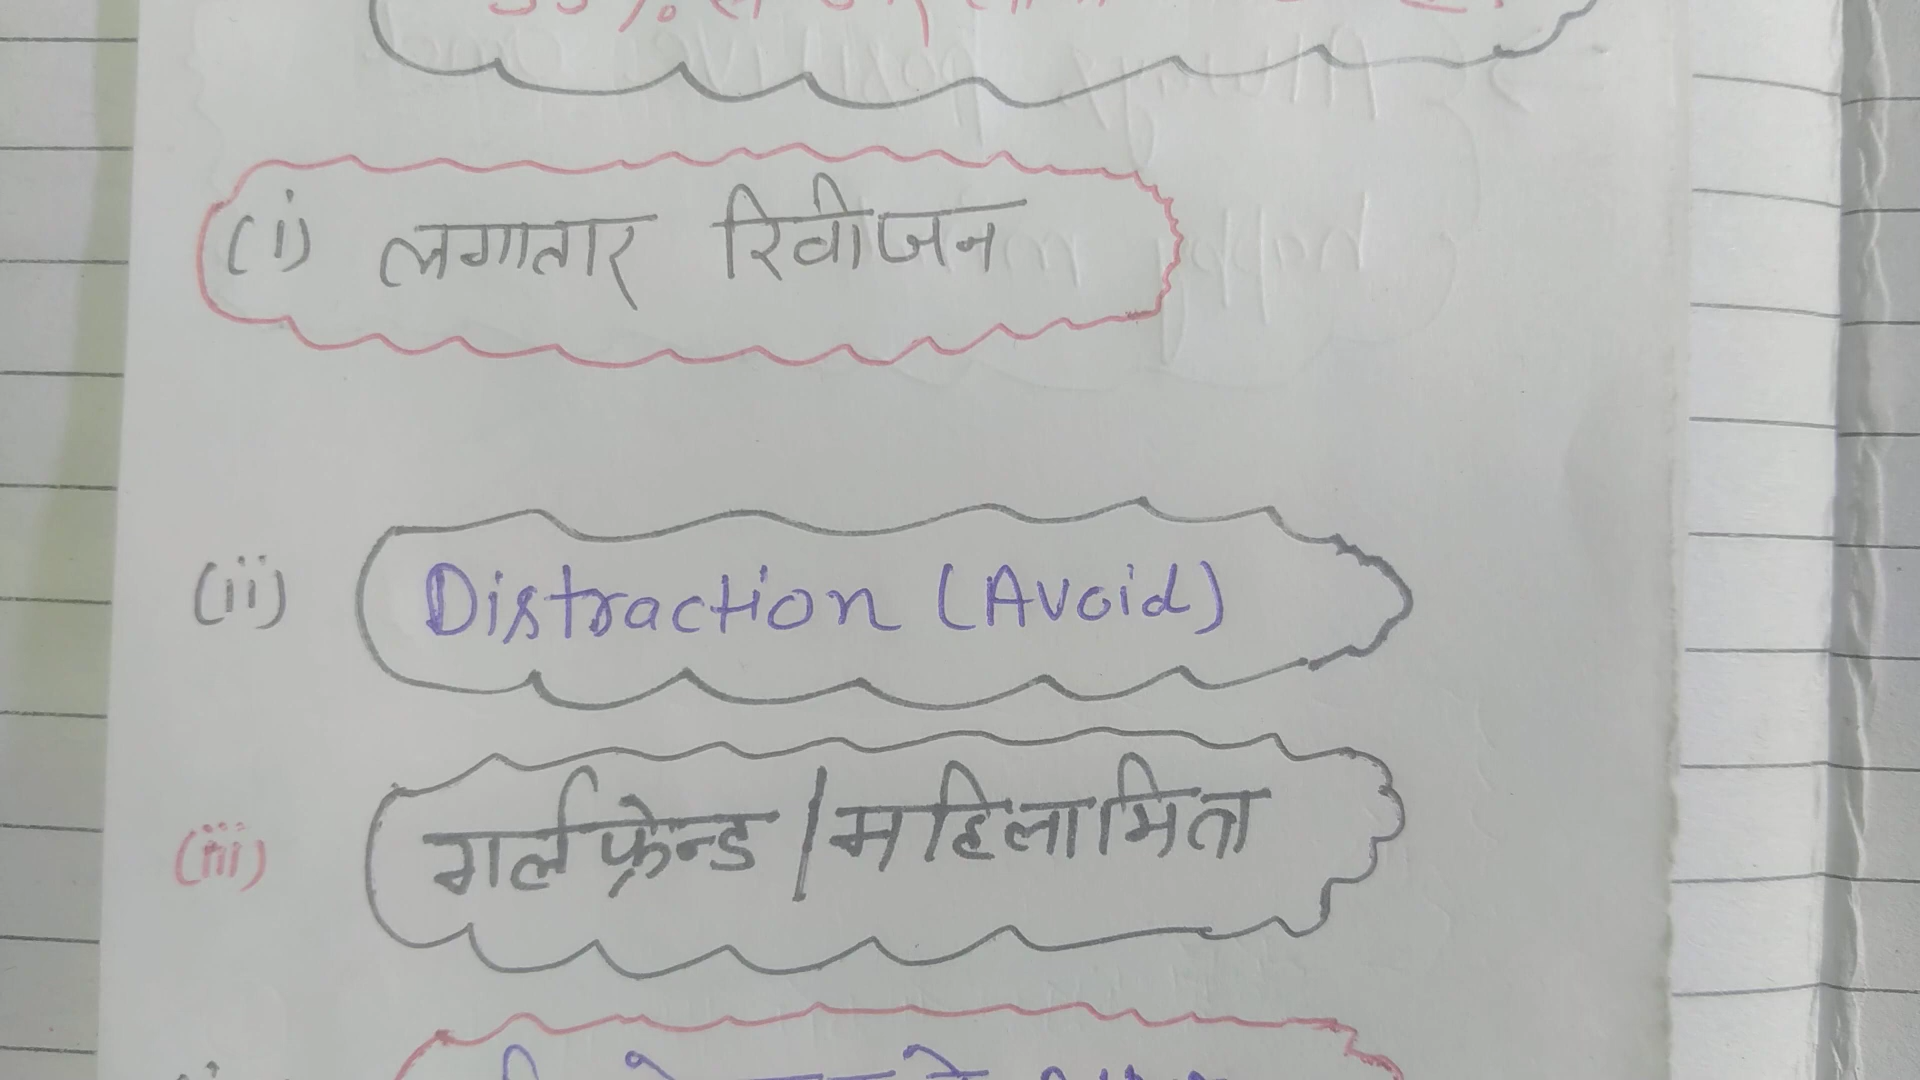 (i) लगातार रिवीजन
(ii) Distraction (Avoid)
(iii) गर्लफ्रेन्ड/महिलामिता